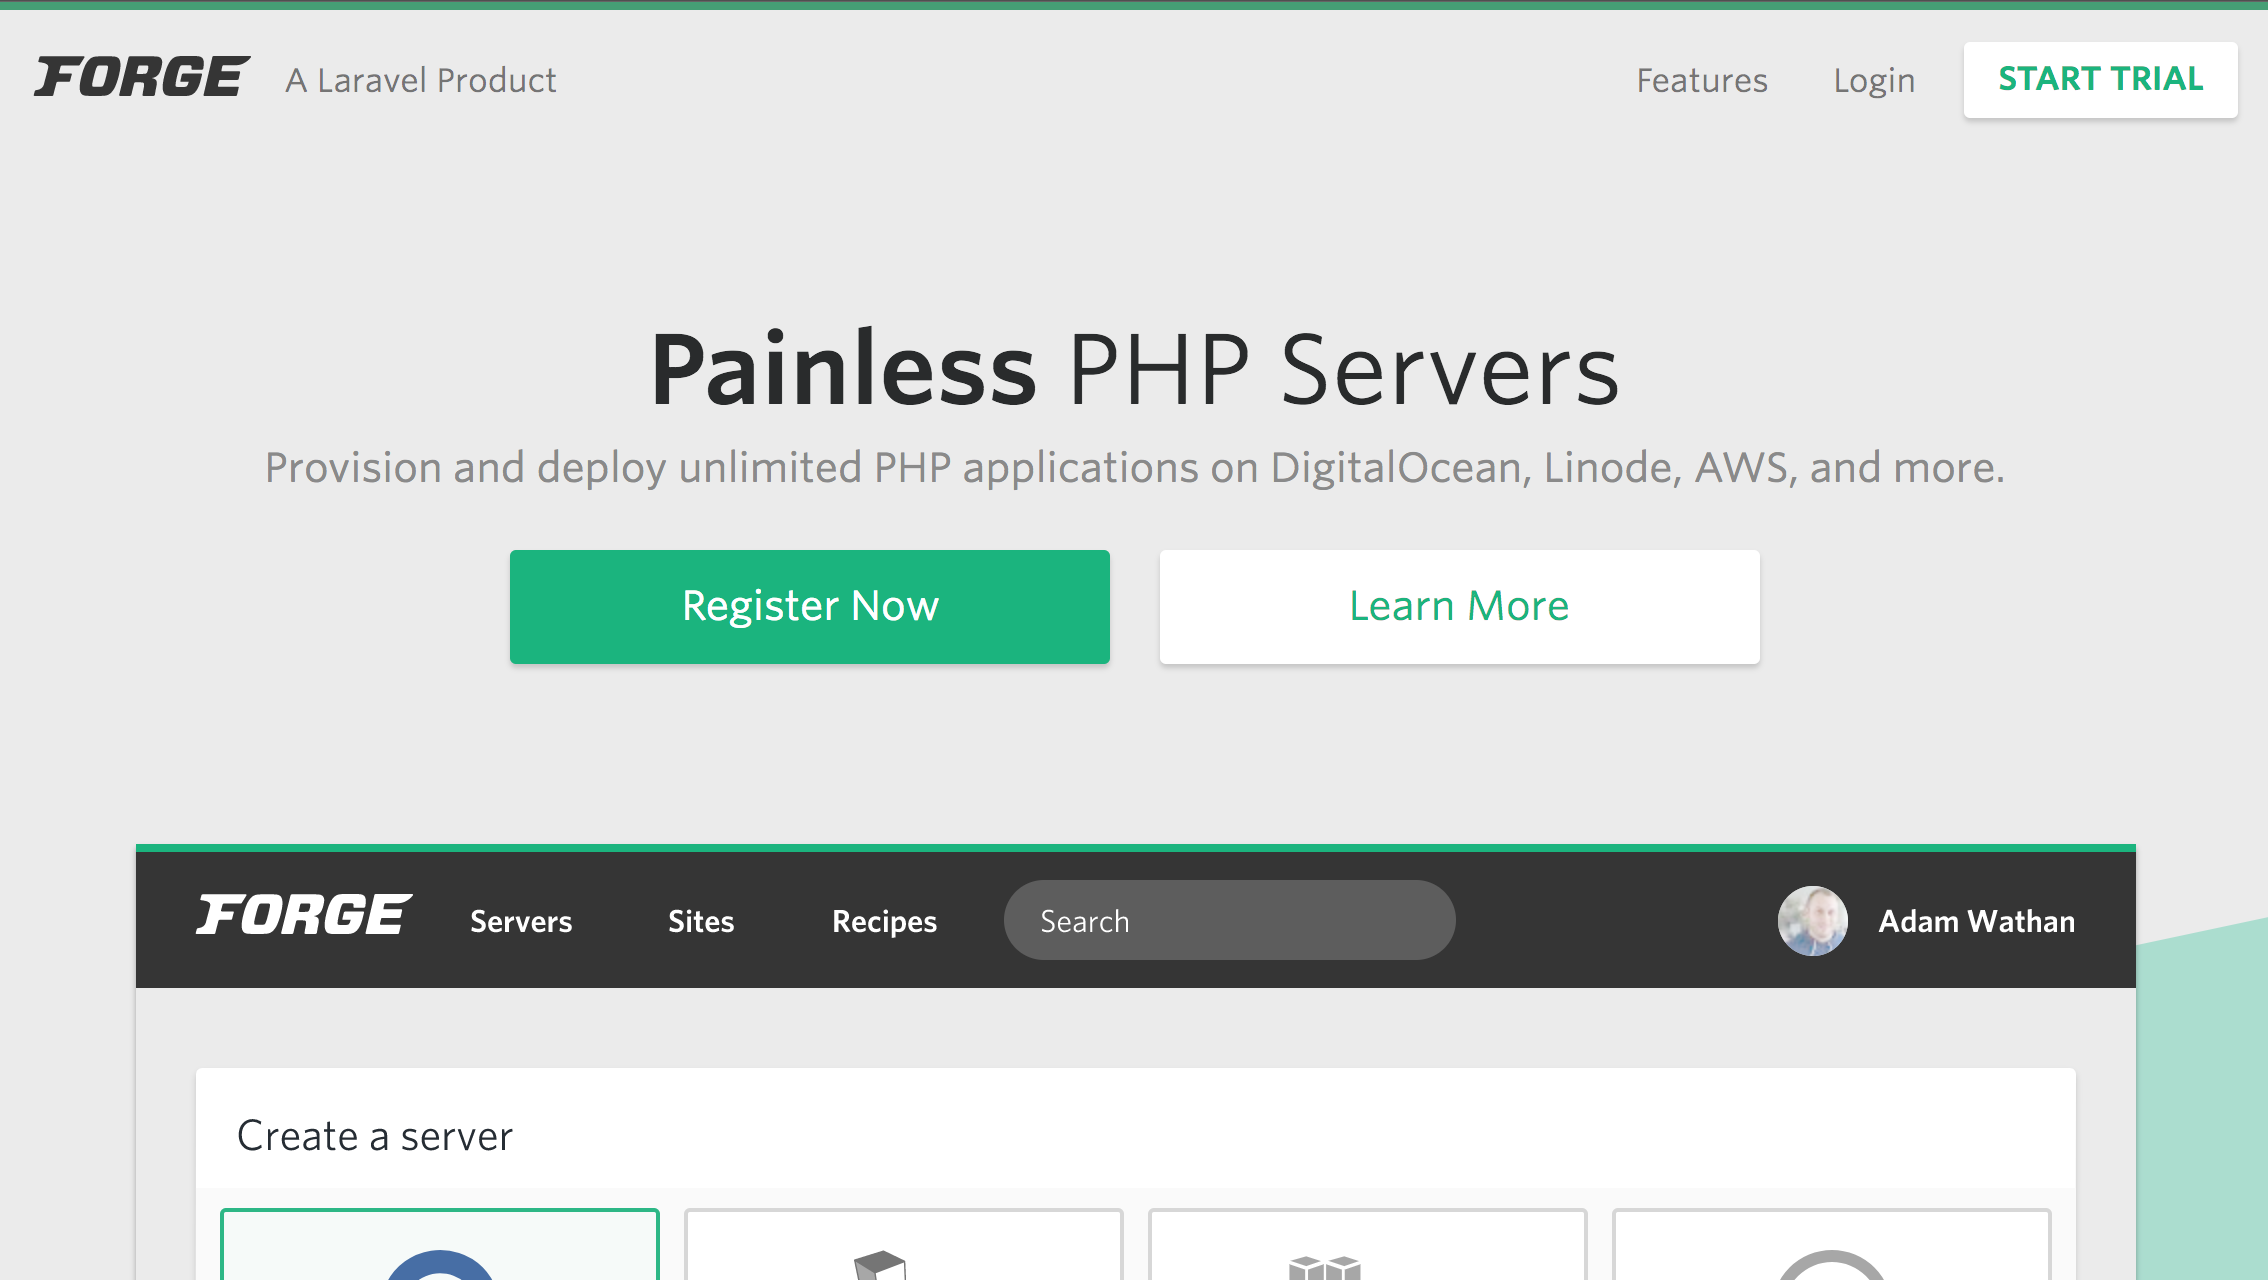 FORGE A Laravel Product Features Login START TRIAL
Painless PHP Servers
Provision and deploy unlimited PHP applications on DigitalOcean, Linode, AWS, and more.
Register Now Learn More
FORGE Servers Sites Recipes Search Adam Wathan
Create a server